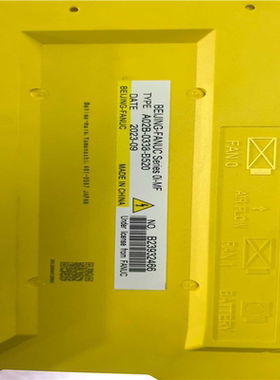 BEIJING-FANUC Series 0i-MF
TYPE A02B-0338-B520
DATE 2023-09
BEIJING-FANUC
MADE IN CHINA
NO. B23932466
Under license from FANUC
FAN 0
AIR FLOW
FAN 1
BATTERY